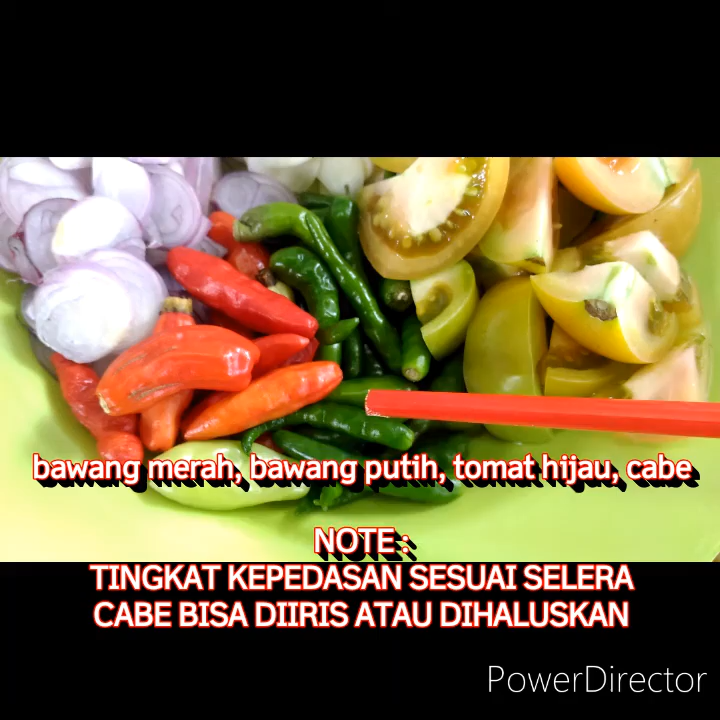 bawang merah, bawang putih, tomat hijau, cabe
NOTE :
TINGKAT KEPEDASAN SESUAI SELERA
CABE BISA DIIRIS ATAU DIHALUSKAN
PowerDirector